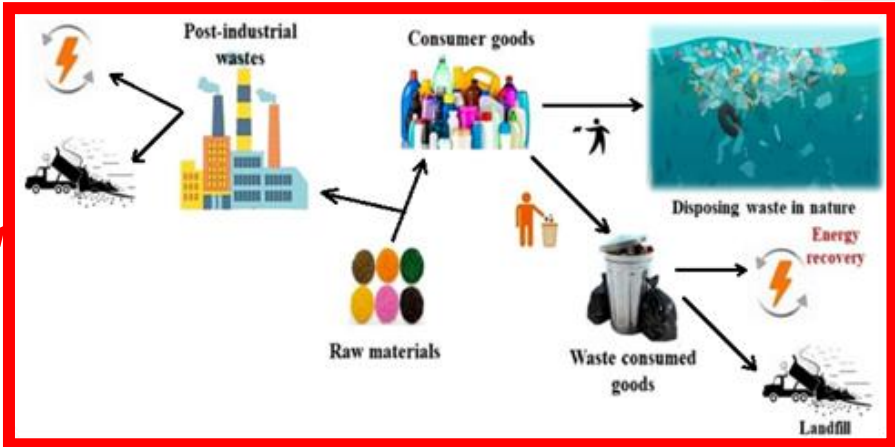 Post-industrial
wastes
Consumer goods
Disposing waste in nature
Energy
recovery
Raw materials
Waste consumed
goods
Landfill